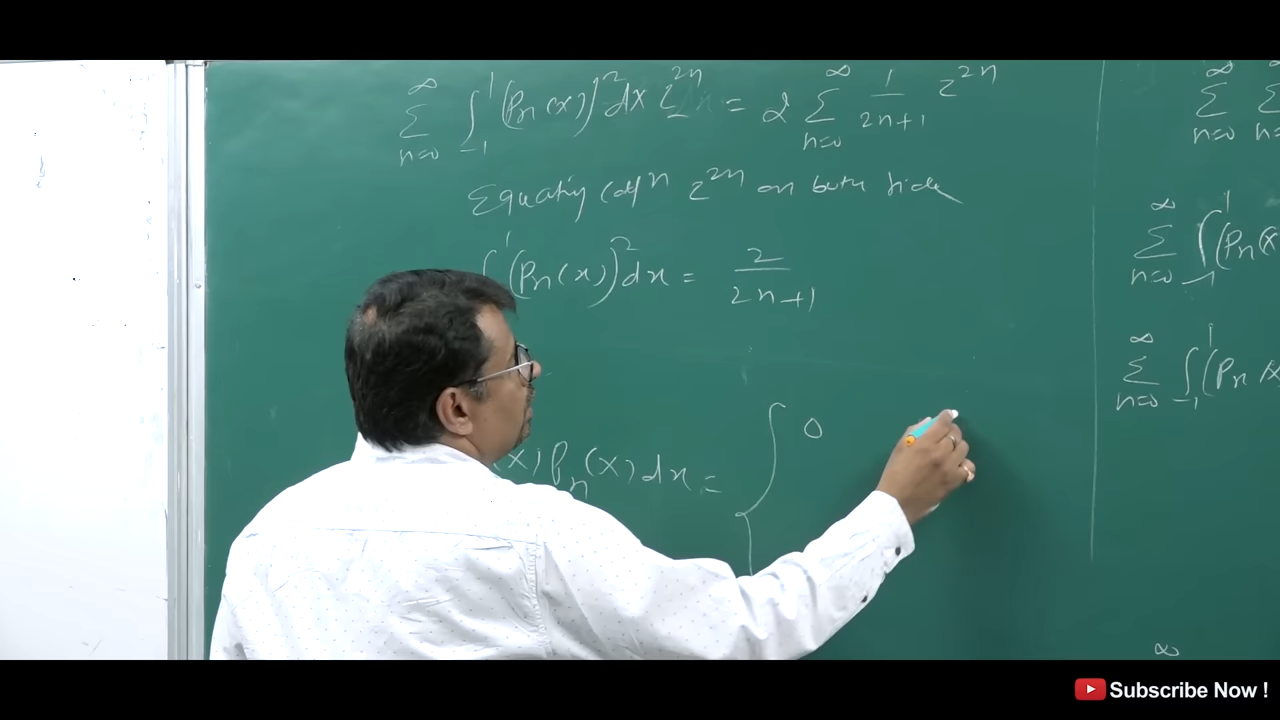 ∞ 1 2 2n ∞ 1 2n
∑ ∫ (Pn(x)) dx z = 2 ∑ ___ z
n=0 -1 n=0 2n+1
Equating coefn z^2n on both side
∫ 1 (Pn(x))^2 dx = 2/2n+1
(x) Pn(x) dx = { 0
∞ ∑ n=0 ∑ n=
∞ ∑ n=0 ∫ 1 -1 (Pn(x
∞ ∑ n=0 ∫ 1 -1 (Pn(x
∞
Subscribe Now !